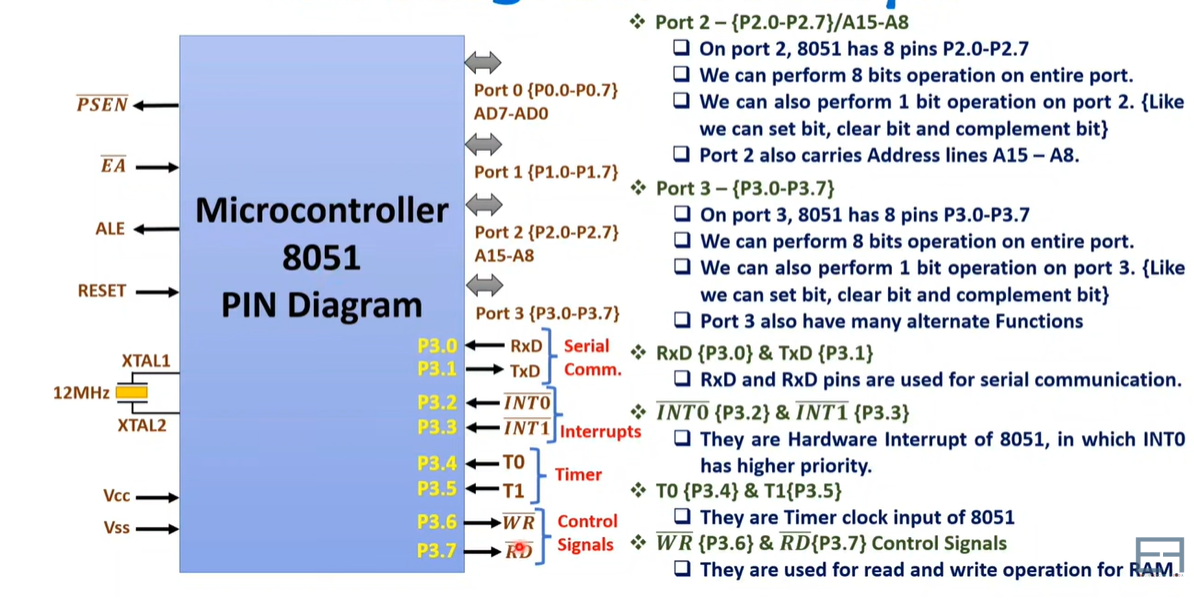 PSEN
EA
ALE
RESET
XTAL1
12MHz
XTAL2
Vcc
Vss
Microcontroller
8051
PIN Diagram
Port 0 {P0.0-P0.7}
AD7-AD0
Port 1 {P1.0-P1.7}
Port 2 {P2.0-P2.7}
A15-A8
Port 3 {P3.0-P3.7}
P3.0 RxD
P3.1 TxD
Serial
Comm.
P3.2 INT0
P3.3 INT1
Interrupts
P3.4 T0
P3.5 T1
Timer
P3.6 WR
P3.7 RD
Control
Signals
❖ Port 2 – {P2.0-P2.7}/A15-A8
❑ On port 2, 8051 has 8 pins P2.0-P2.7
❑ We can perform 8 bits operation on entire port.
❑ We can also perform 1 bit operation on port 2. {Like
we can set bit, clear bit and complement bit}
❑ Port 2 also carries Address lines A15 – A8.
❖ Port 3 – {P3.0-P3.7}
❑ On port 3, 8051 has 8 pins P3.0-P3.7
❑ We can perform 8 bits operation on entire port.
❑ We can also perform 1 bit operation on port 3. {Like
we can set bit, clear bit and complement bit}
❑ Port 3 also have many alternate Functions
❖ RxD {P3.0} & TxD {P3.1}
❑ RxD and RxD pins are used for serial communication.
❖ INT0 {P3.2} & INT1 {P3.3}
❑ They are Hardware Interrupt of 8051, in which INT0
has higher priority.
❖ T0 {P3.4} & T1{P3.5}
❑ They are Timer clock input of 8051
❖ WR {P3.6} & RD{P3.7} Control Signals
❑ They are used for read and write operation for RAM.